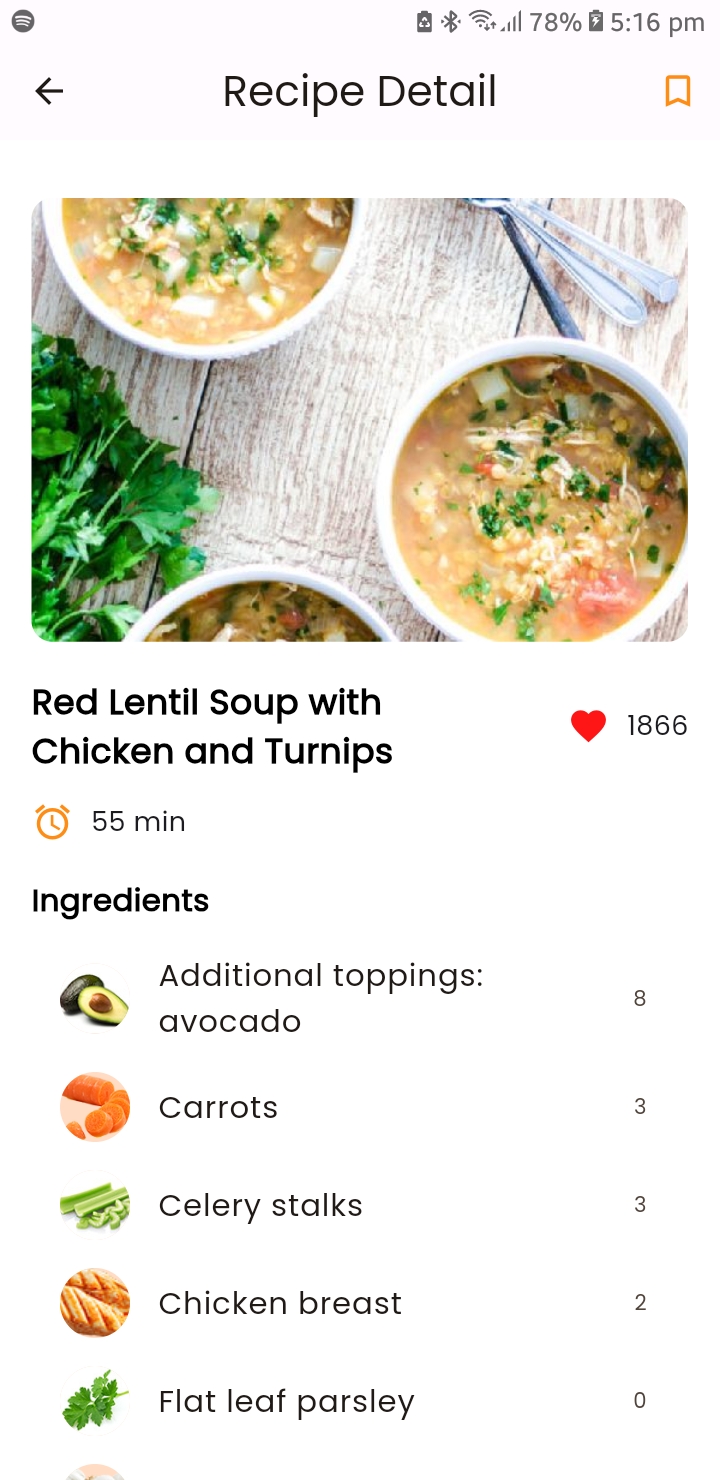 78% 5:16 pm
Recipe Detail
Red Lentil Soup with
Chicken and Turnips
1866
55 min
Ingredients
Additional toppings:
avocado
8
Carrots 3
Celery stalks 3
Chicken breast 2
Flat leaf parsley 0